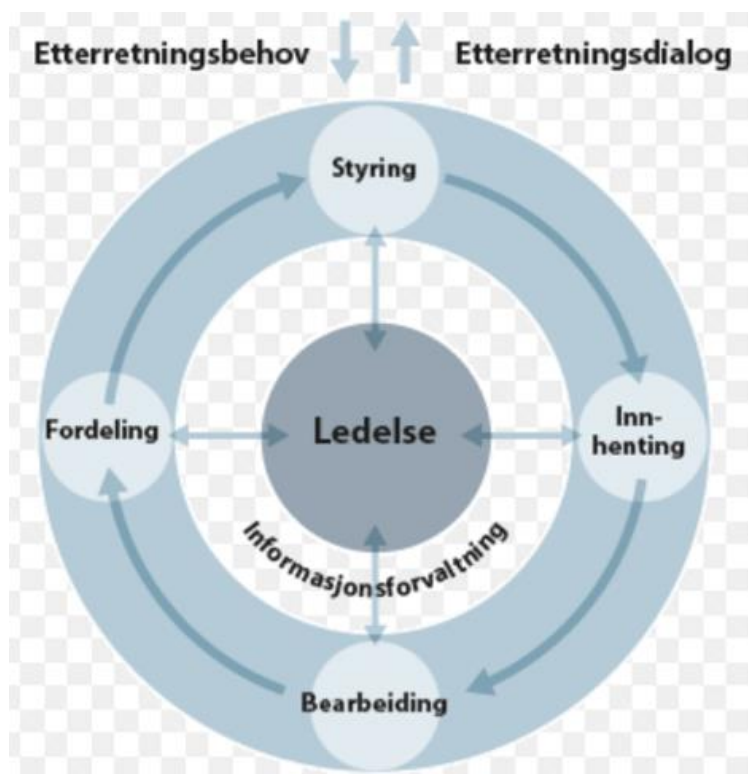 Etterretningsbehov
Etterretningsdialog
Styring
Fordeling
Ledelse
Inn-
henting
Informasjonsforvaltning
Bearbeiding